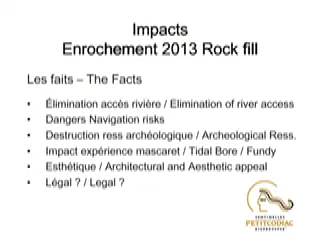 Impacts
Enrochement 2013 Rock fill
Les faits – The Facts
• Élimination accès rivière / Elimination of river access
• Dangers Navigation risks
• Destruction ress archéologique / Archeological Ress.
• Impact expérience mascaret / Tidal Bore / Fundy
• Esthétique / Architectural and Aesthetic appeal
• Légal ? / Legal ?
SENTINELLES
PETITCODIAC
RIVERKEEPER